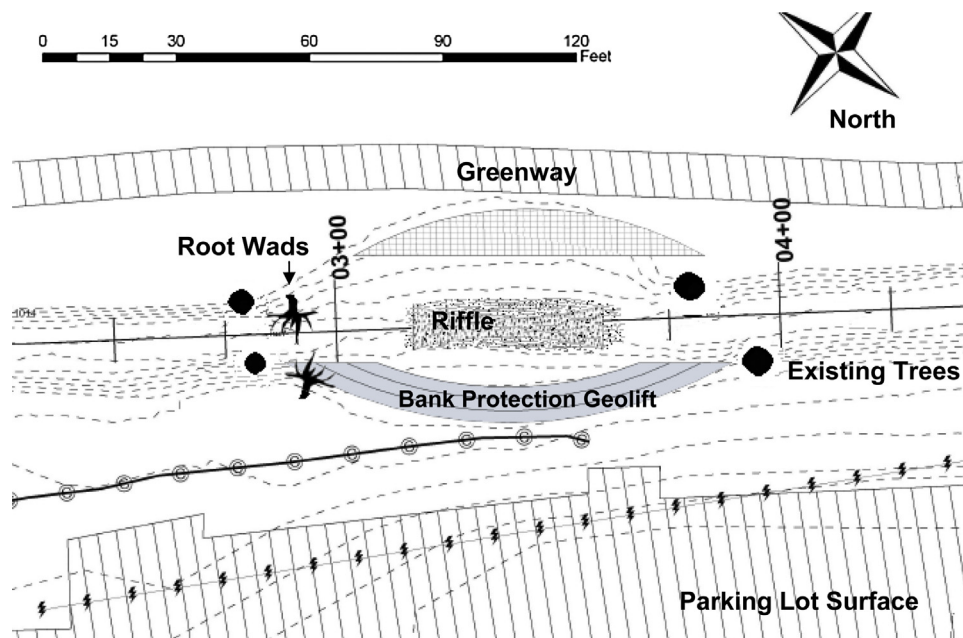 0 15 30 60 90 120
Feet
North
Greenway
Root Wads
03+00
04+00
1014
Riffle
Existing Trees
Bank Protection Geolift
Parking Lot Surface